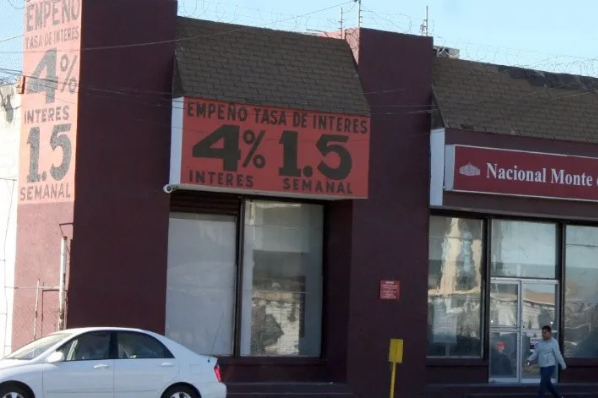 EMPEÑO
TASA DE INTERES
4%
INTERES
1.5
SEMANAL
EMPEÑO TASA DE INTERES
4% 1.5
INTERES SEMANAL
Nacional Monte